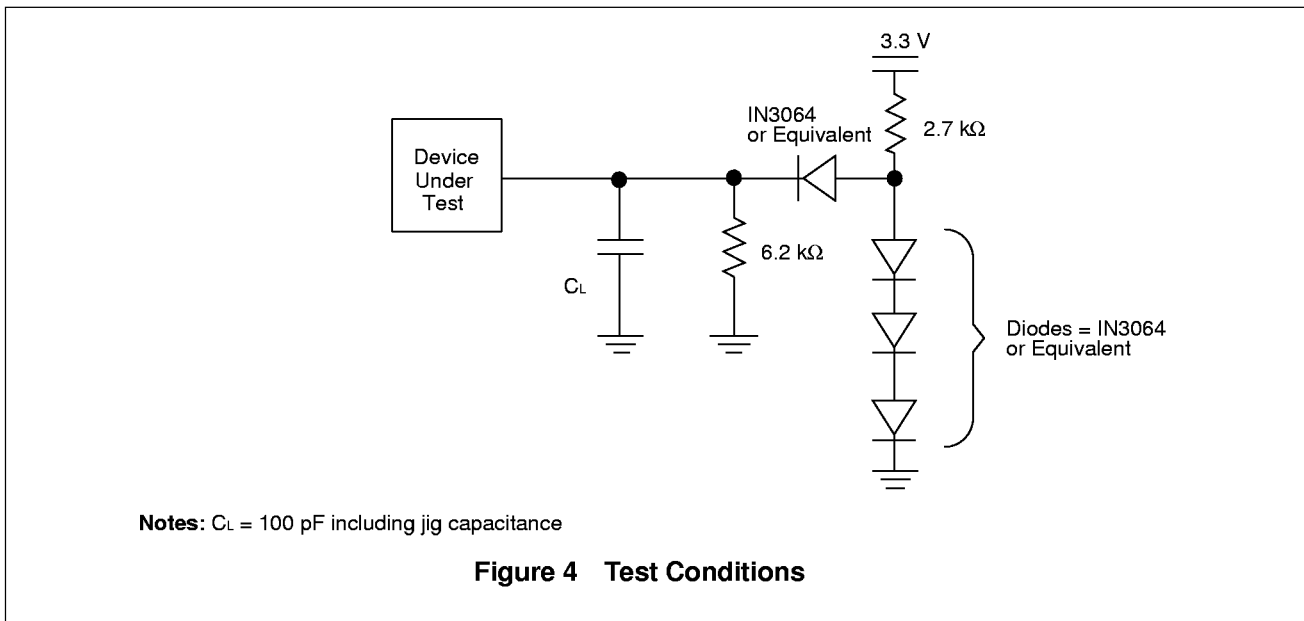 3.3 V
IN3064
or Equivalent
2.7 kΩ
Device
Under
Test
6.2 kΩ
CL
Diodes = IN3064
or Equivalent
Notes: CL = 100 pF including jig capacitance
Figure 4 Test Conditions